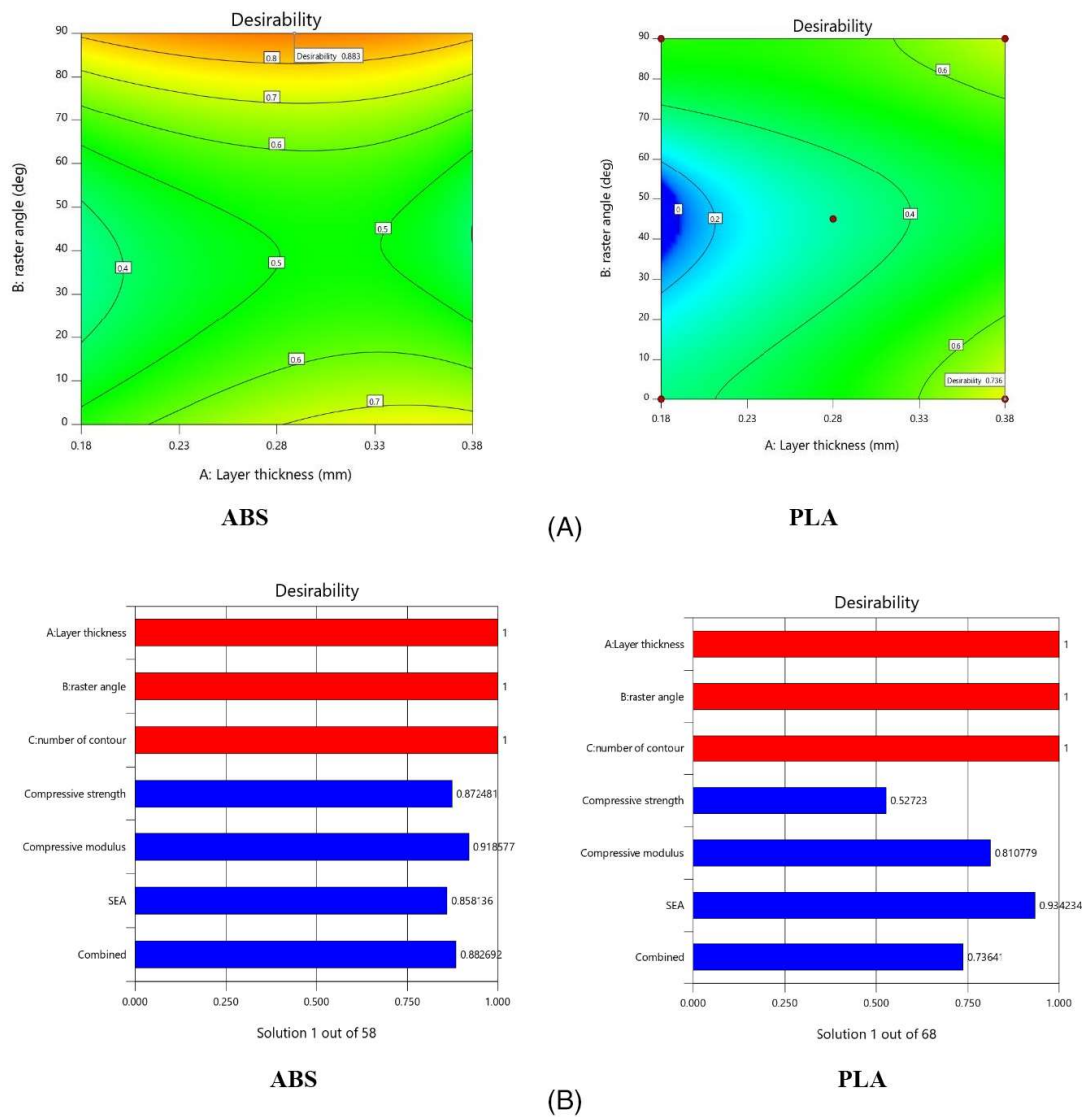 Desirability
90
80
70
60
50
40
30
20
10
0
B: raster angle (deg)
0.8
Desirability 0.883
0.7
0.6
0.5
0.5
0.4
0.6
0.7
0.18
0.23
0.28
0.33
0.38
A: Layer thickness (mm)
ABS
Desirability
90
80
70
60
50
40
30
20
10
0
B: raster angle (deg)
0.6
0
0.2
0.4
0.6
Desirability 0.736
0.18
0.23
0.28
0.33
0.38
A: Layer thickness (mm)
PLA
(A)
Desirability
A:Layer thickness
1
B:raster angle
1
C:number of contour
1
Compressive strength
0.872481
Compressive modulus
0.918577
SEA
0.858136
Combined
0.882692
0.000
0.250
0.500
0.750
1.000
Solution 1 out of 58
ABS
Desirability
A:Layer thickness
1
B:raster angle
1
C:number of contour
1
Compressive strength
0.52723
Compressive modulus
0.810779
SEA
0.934234
Combined
0.73641
0.000
0.250
0.500
0.750
1.000
Solution 1 out of 68
PLA
(B)